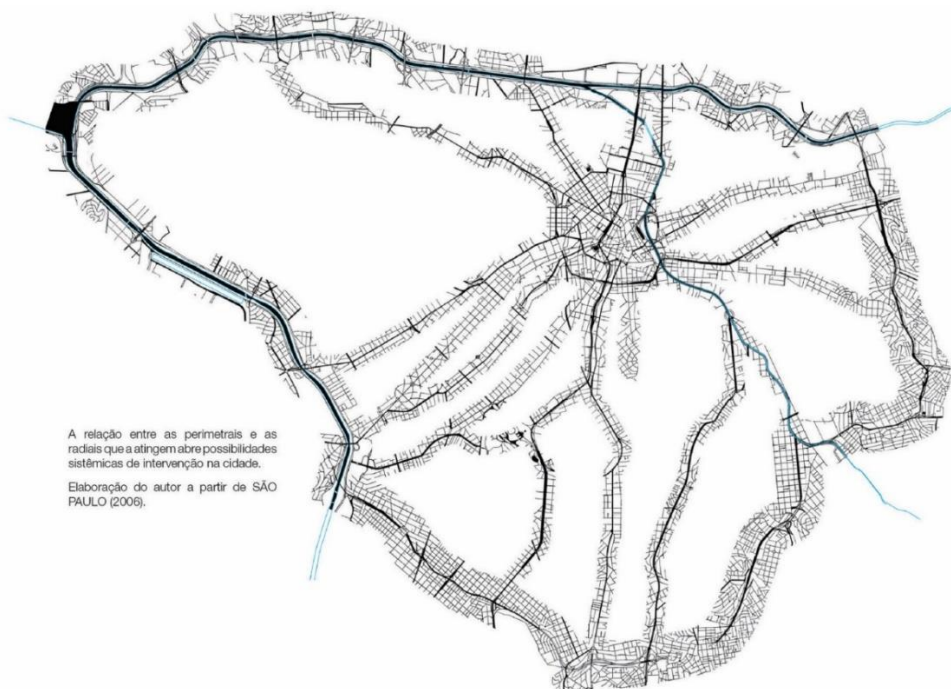 A relação entre as perimetrais e as
radiais que a atingem abre possibilidades
sistêmicas de intervenção na cidade.
Elaboração do autor a partir de SÃO
PAULO (2006).